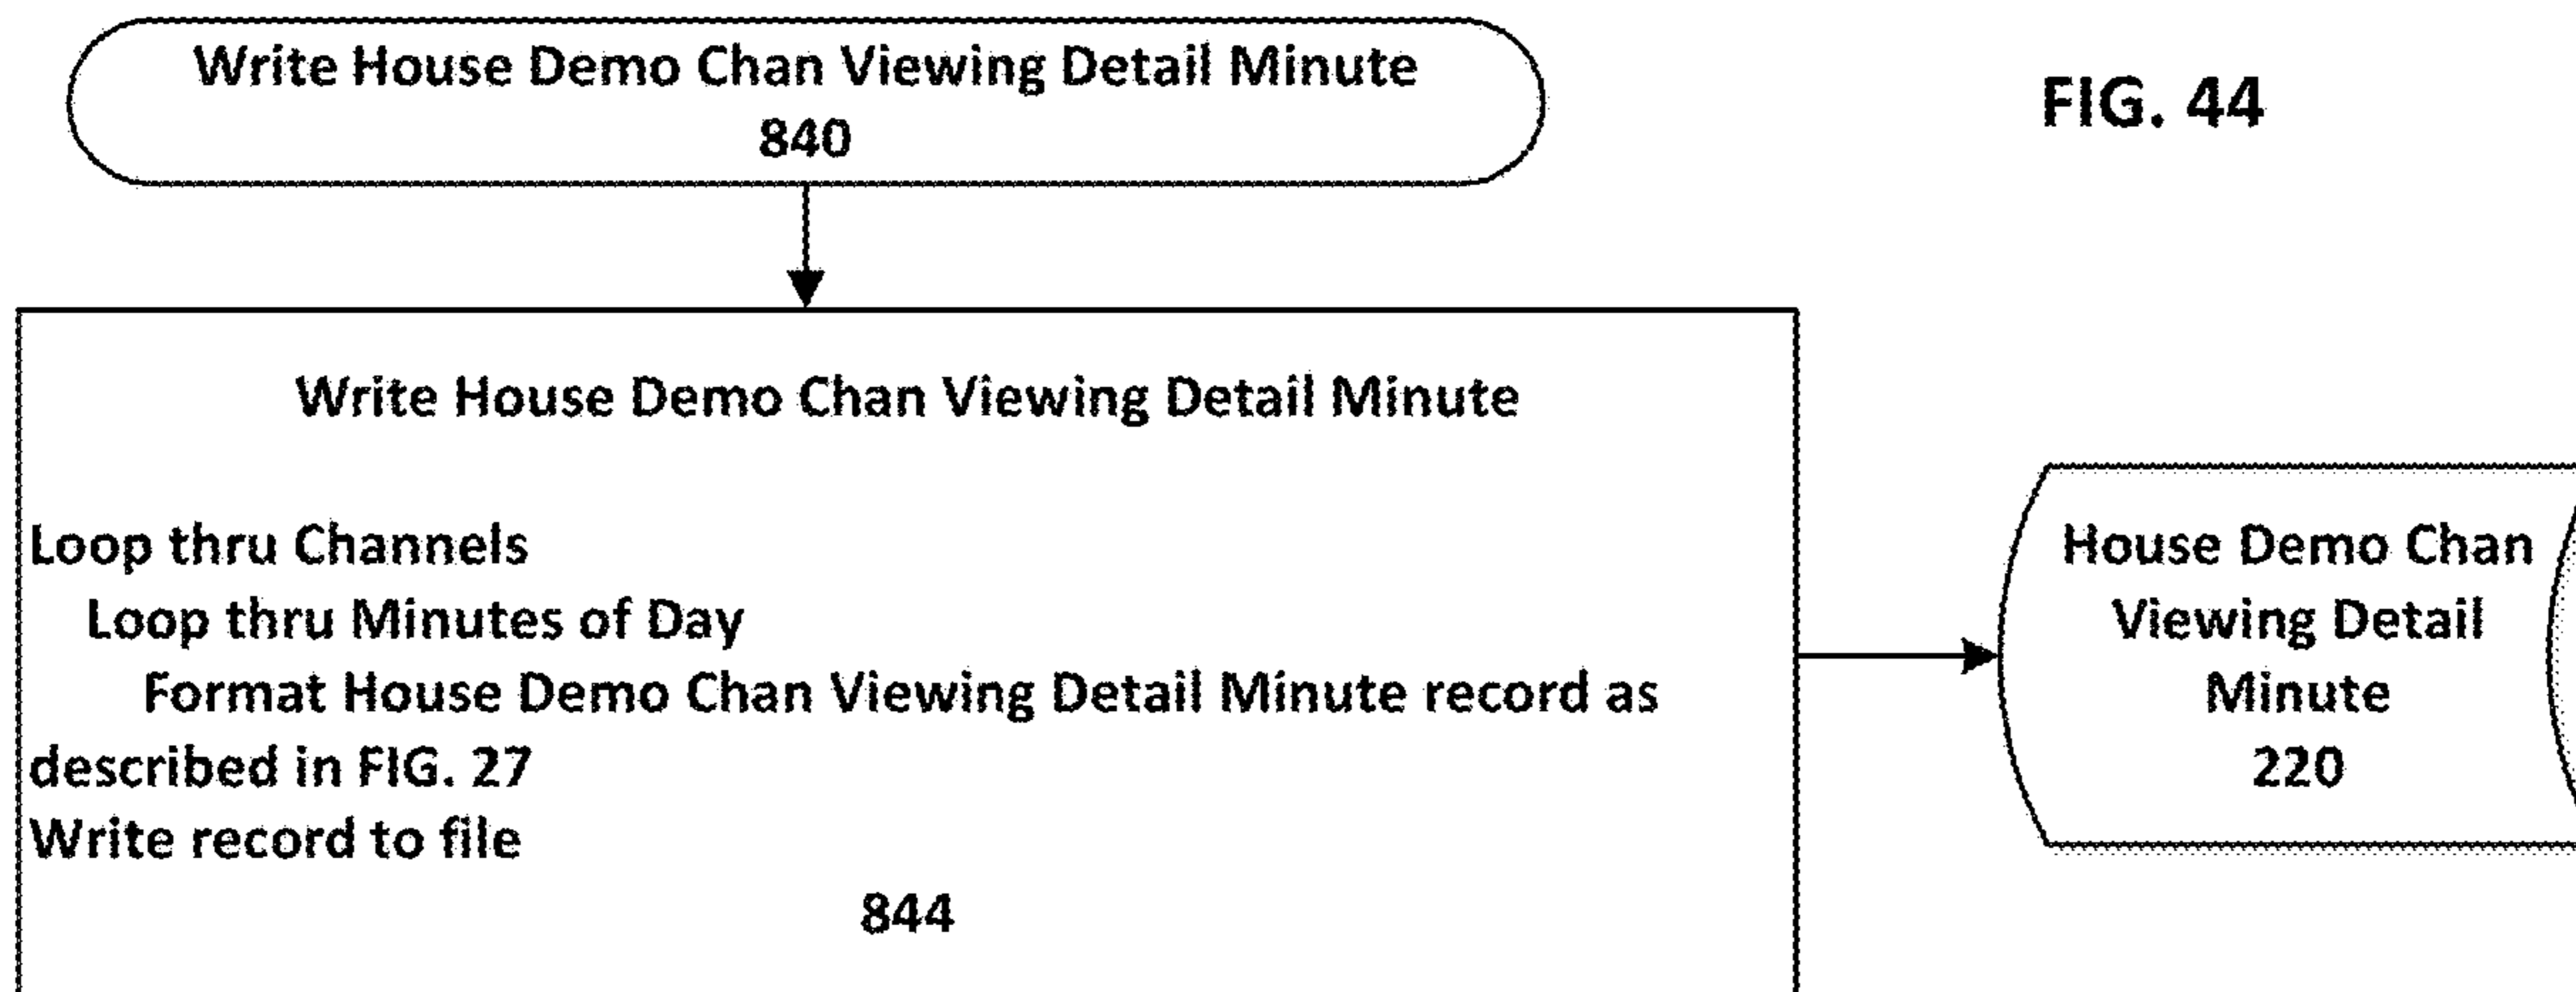 Write House Demo Chan Viewing Detail Minute
840
FIG. 44
Write House Demo Chan Viewing Detail Minute
Loop thru Channels
Loop thru Minutes of Day
Format House Demo Chan Viewing Detail Minute record as
described in FIG. 27
Write record to file
844
House Demo Chan
Viewing Detail
Minute
220